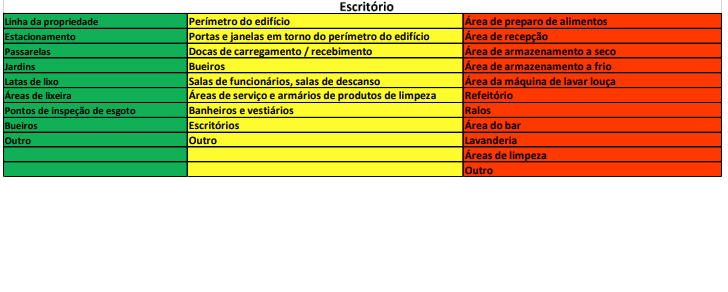 Escritório
Linha da propriedade Perímetro do edifício Área de preparo de alimentos
Estacionamento Portas e janelas em torno do perímetro do edifício Área de recepção
Passarelas Docas de carregamento / recebimento Área de armazenamento a seco
Jardins Bueiros Área de armazenamento a frio
Latas de lixo Salas de funcionários, salas de descanso Área da máquina de lavar louça
Áreas de lixeira Áreas de serviço e armários de produtos de limpeza Refeitório
Pontos de inspeção de esgoto Banheiros e vestiários Ralos
Bueiros Escritórios Área do bar
Outro Outro Lavanderia
Áreas de limpeza
Outro